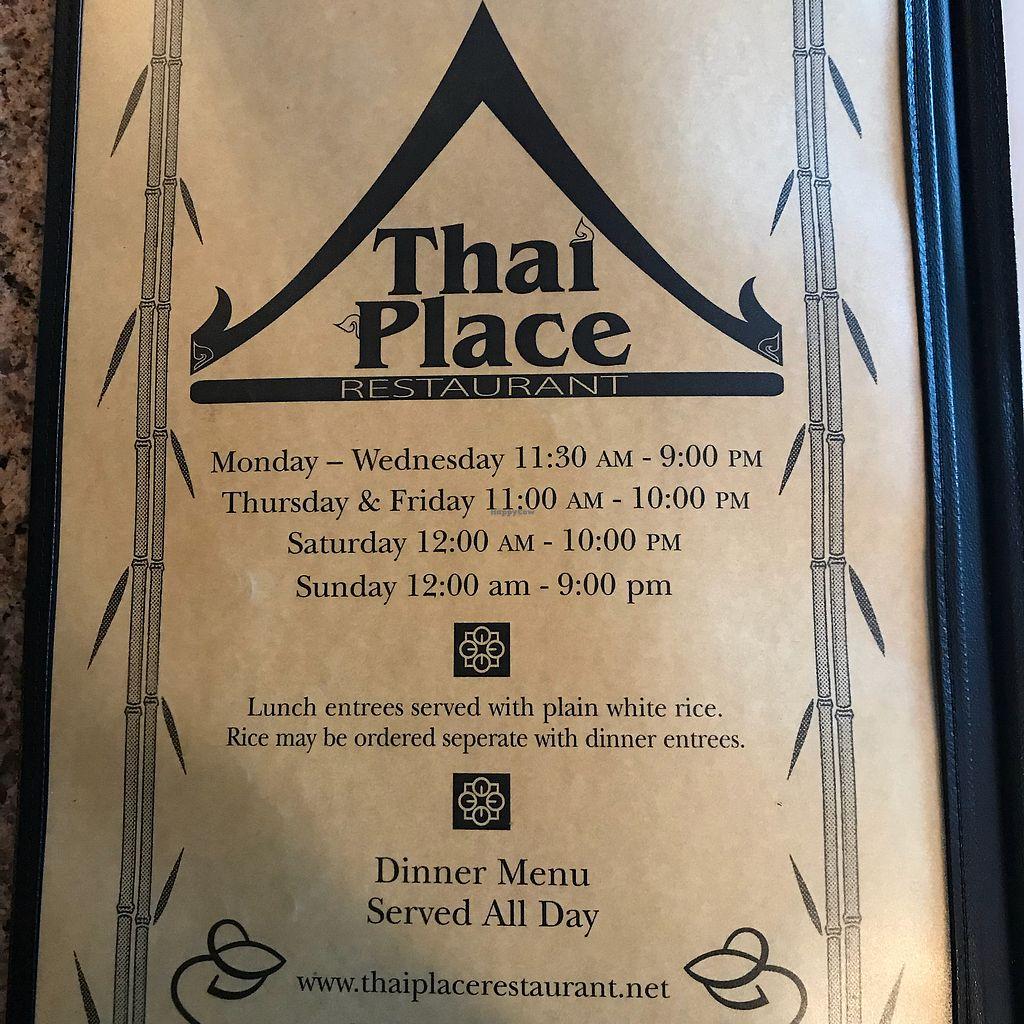 Thai
Place
RESTAURANT
Monday – Wednesday 11:30 AM - 9:00 PM
Thursday & Friday 11:00 AM - 10:00 PM
HappyCow
Saturday 12:00 AM - 10:00 PM
Sunday 12:00 am - 9:00 pm
Lunch entrees served with plain white rice.
Rice may be ordered seperate with dinner entrees.
Dinner Menu
Served All Day
www.thaiplacerestaurant.net